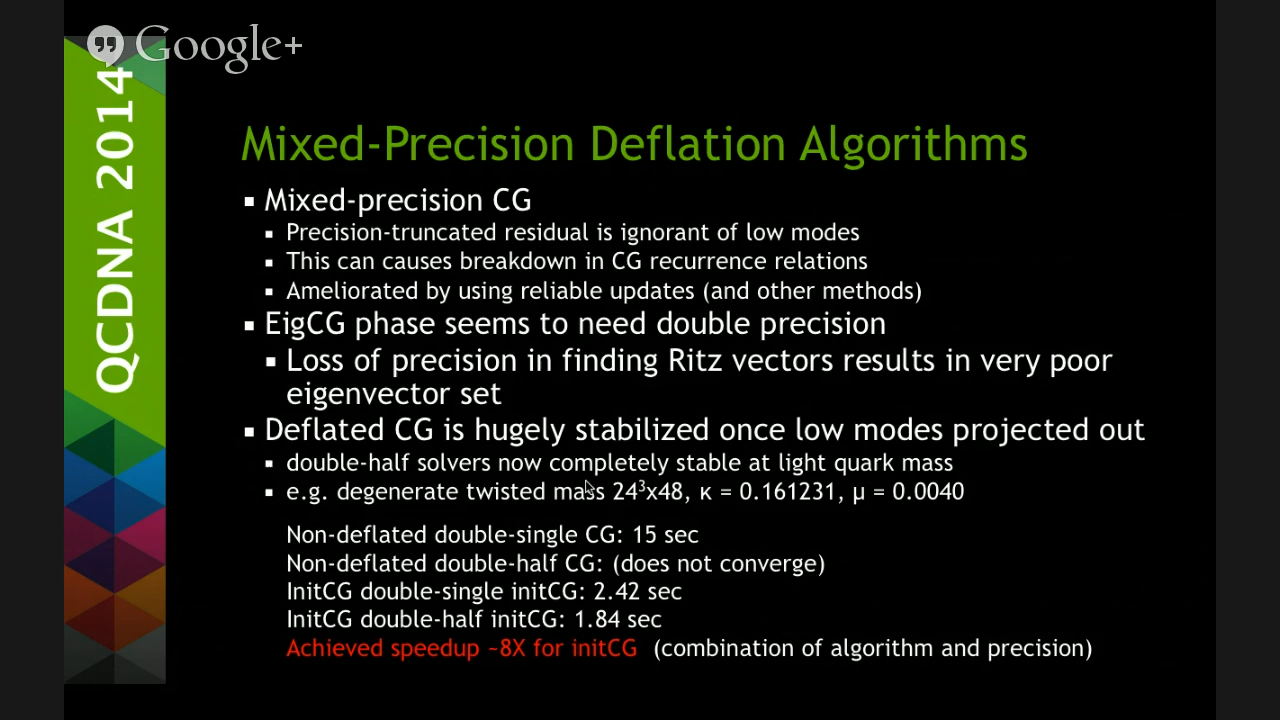 Google+
QCDNA 2014
Mixed-Precision Deflation Algorithms
▪ Mixed-precision CG
▪ Precision-truncated residual is ignorant of low modes
▪ This can causes breakdown in CG recurrence relations
▪ Ameliorated by using reliable updates (and other methods)
▪ EigCG phase seems to need double precision
▪ Loss of precision in finding Ritz vectors results in very poor
eigenvector set
▪ Deflated CG is hugely stabilized once low modes projected out
▪ double-half solvers now completely stable at light quark mass
▪ e.g. degenerate twisted mass 24³x48, κ = 0.161231, μ = 0.0040
Non-deflated double-single CG: 15 sec
Non-deflated double-half CG: (does not converge)
InitCG double-single initCG: 2.42 sec
InitCG double-half initCG: 1.84 sec
Achieved speedup ~8X for initCG (combination of algorithm and precision)